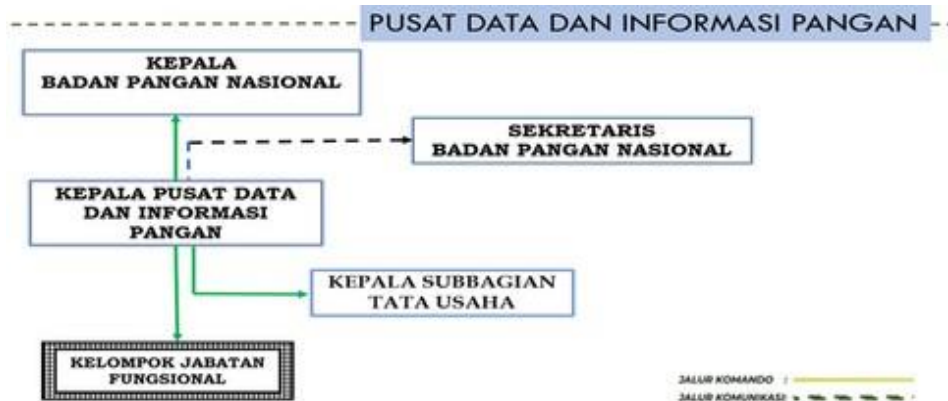 PUSAT DATA DAN INFORMASI PANGAN
KEPALA
BADAN PANGAN NASIONAL
SEKRETARIS
BADAN PANGAN NASIONAL
KEPALA PUSAT DATA
DAN INFORMASI
PANGAN
KEPALA SUBBAGIAN
TATA USAHA
KELOMPOK JABATAN
FUNGSIONAL
JALUR KOMANDO :
JALUR KOMUNIKASI: